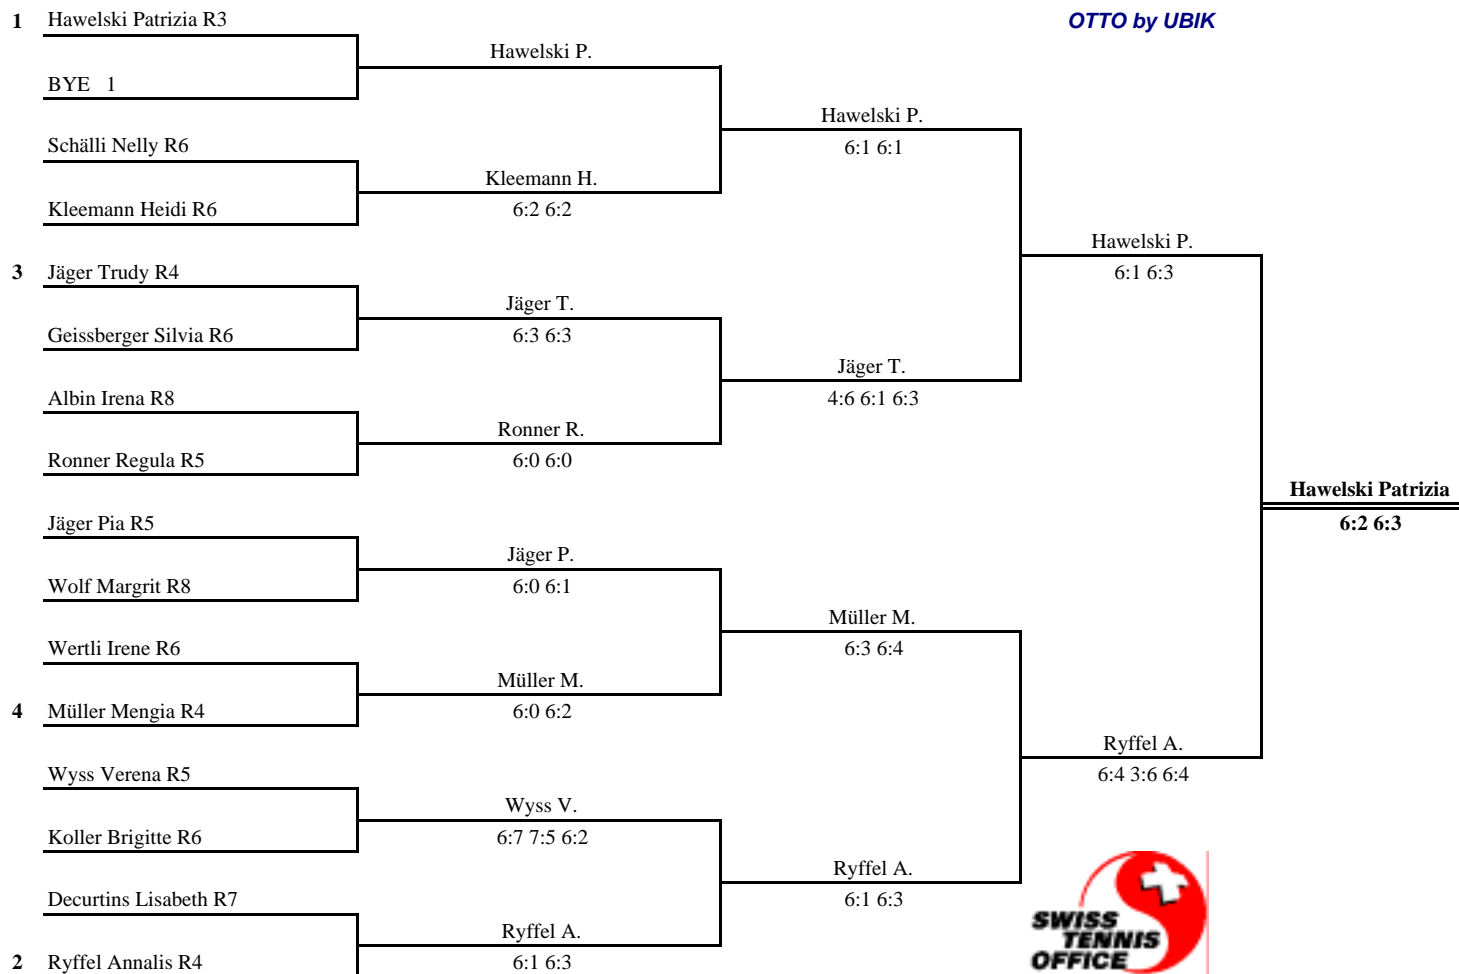 1 Hawelski Patrizia R3
OTTO by UBIK
Hawelski P.
BYE 1
Hawelski P.
Schälli Nelly R6
6:1 6:1
Kleemann H.
Kleemann Heidi R6
6:2 6:2
Hawelski P.
3 Jäger Trudy R4
6:1 6:3
Jäger T.
Geissberger Silvia R6
6:3 6:3
Jäger T.
Albin Irena R8
4:6 6:1 6:3
Ronner R.
Ronner Regula R5
6:0 6:0
Hawelski Patrizia
Jäger Pia R5
6:2 6:3
Jäger P.
Wolf Margrit R8
6:0 6:1
Müller M.
Wertli Irene R6
6:3 6:4
Müller M.
4 Müller Mengia R4
6:0 6:2
Ryffel A.
Wyss Verena R5
6:4 3:6 6:4
Wyss V.
Koller Brigitte R6
6:7 7:5 6:2
Ryffel A.
Decurtins Lisabeth R7
6:1 6:3
SWISS
TENNIS
OFFICE
Ryffel A.
2 Ryffel Annalis R4
6:1 6:3